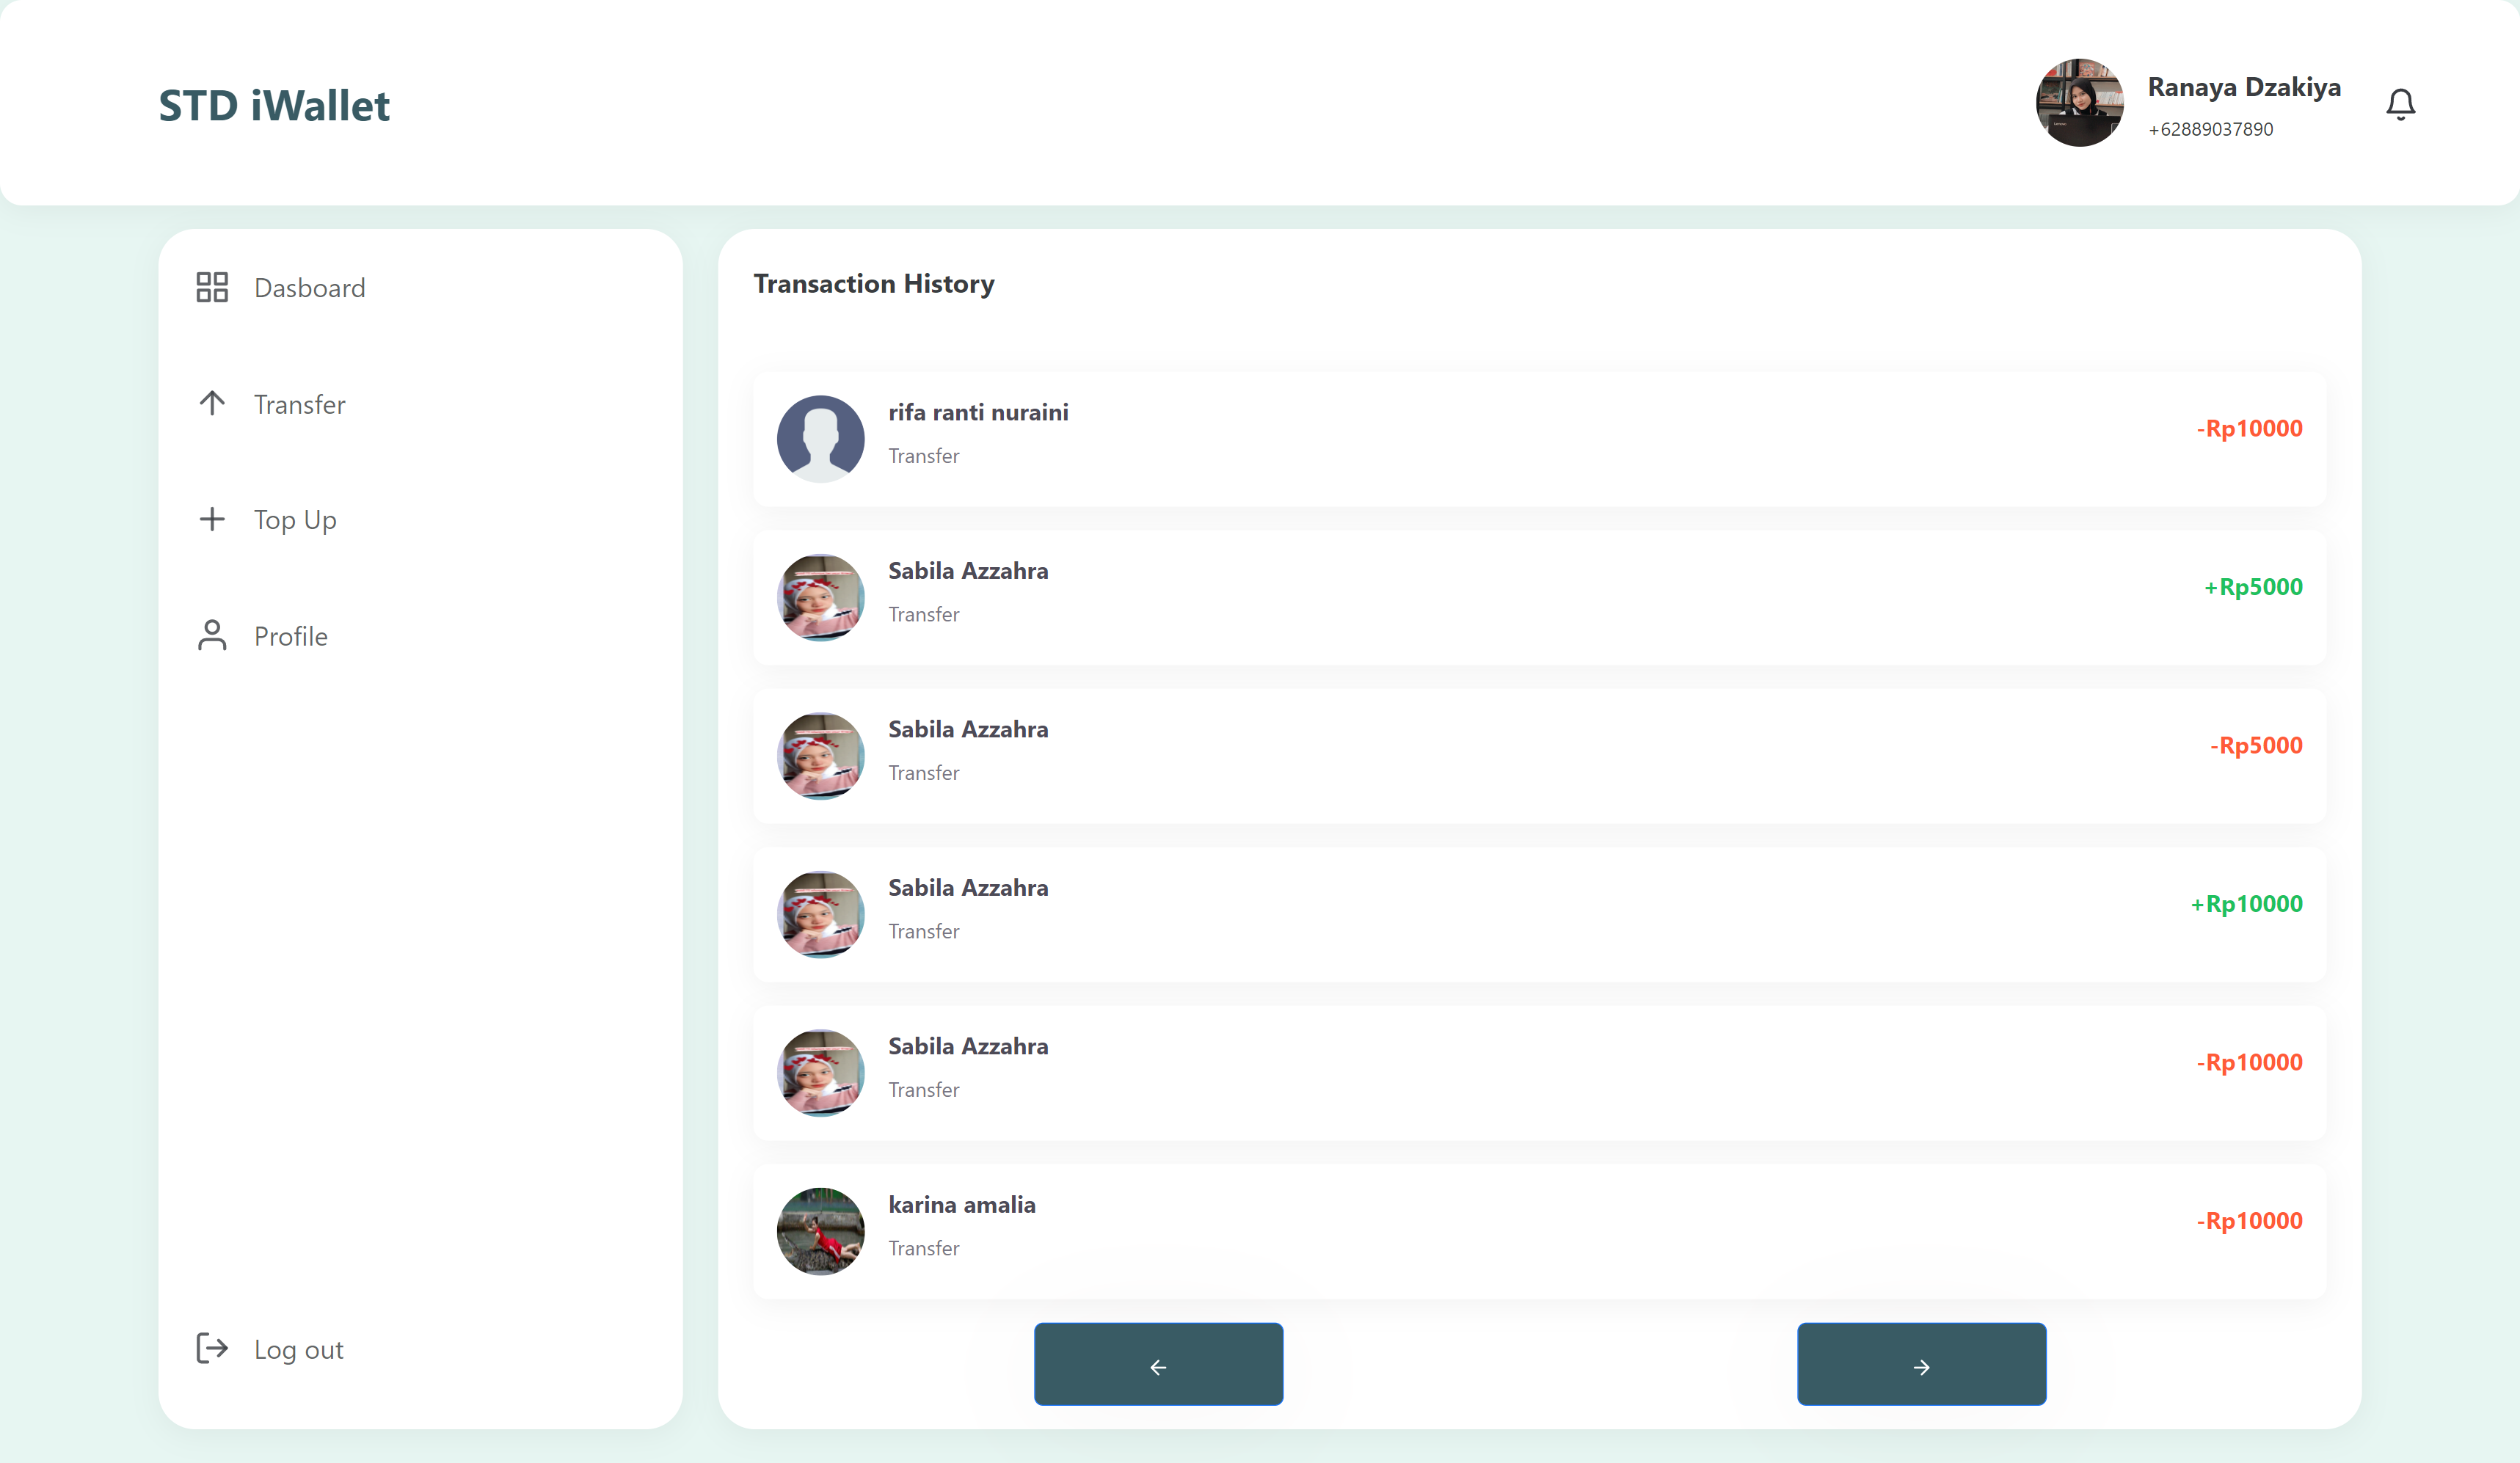 STD iWallet
Ranaya Dzakiya
+62889037890
Dasboard
Transfer
Top Up
Profile
Log out
Transaction History
rifa ranti nuraini
Transfer
-Rp10000
Sabila Azzahra
Transfer
+Rp5000
Sabila Azzahra
Transfer
-Rp5000
Sabila Azzahra
Transfer
+Rp10000
Sabila Azzahra
Transfer
-Rp10000
karina amalia
Transfer
-Rp10000